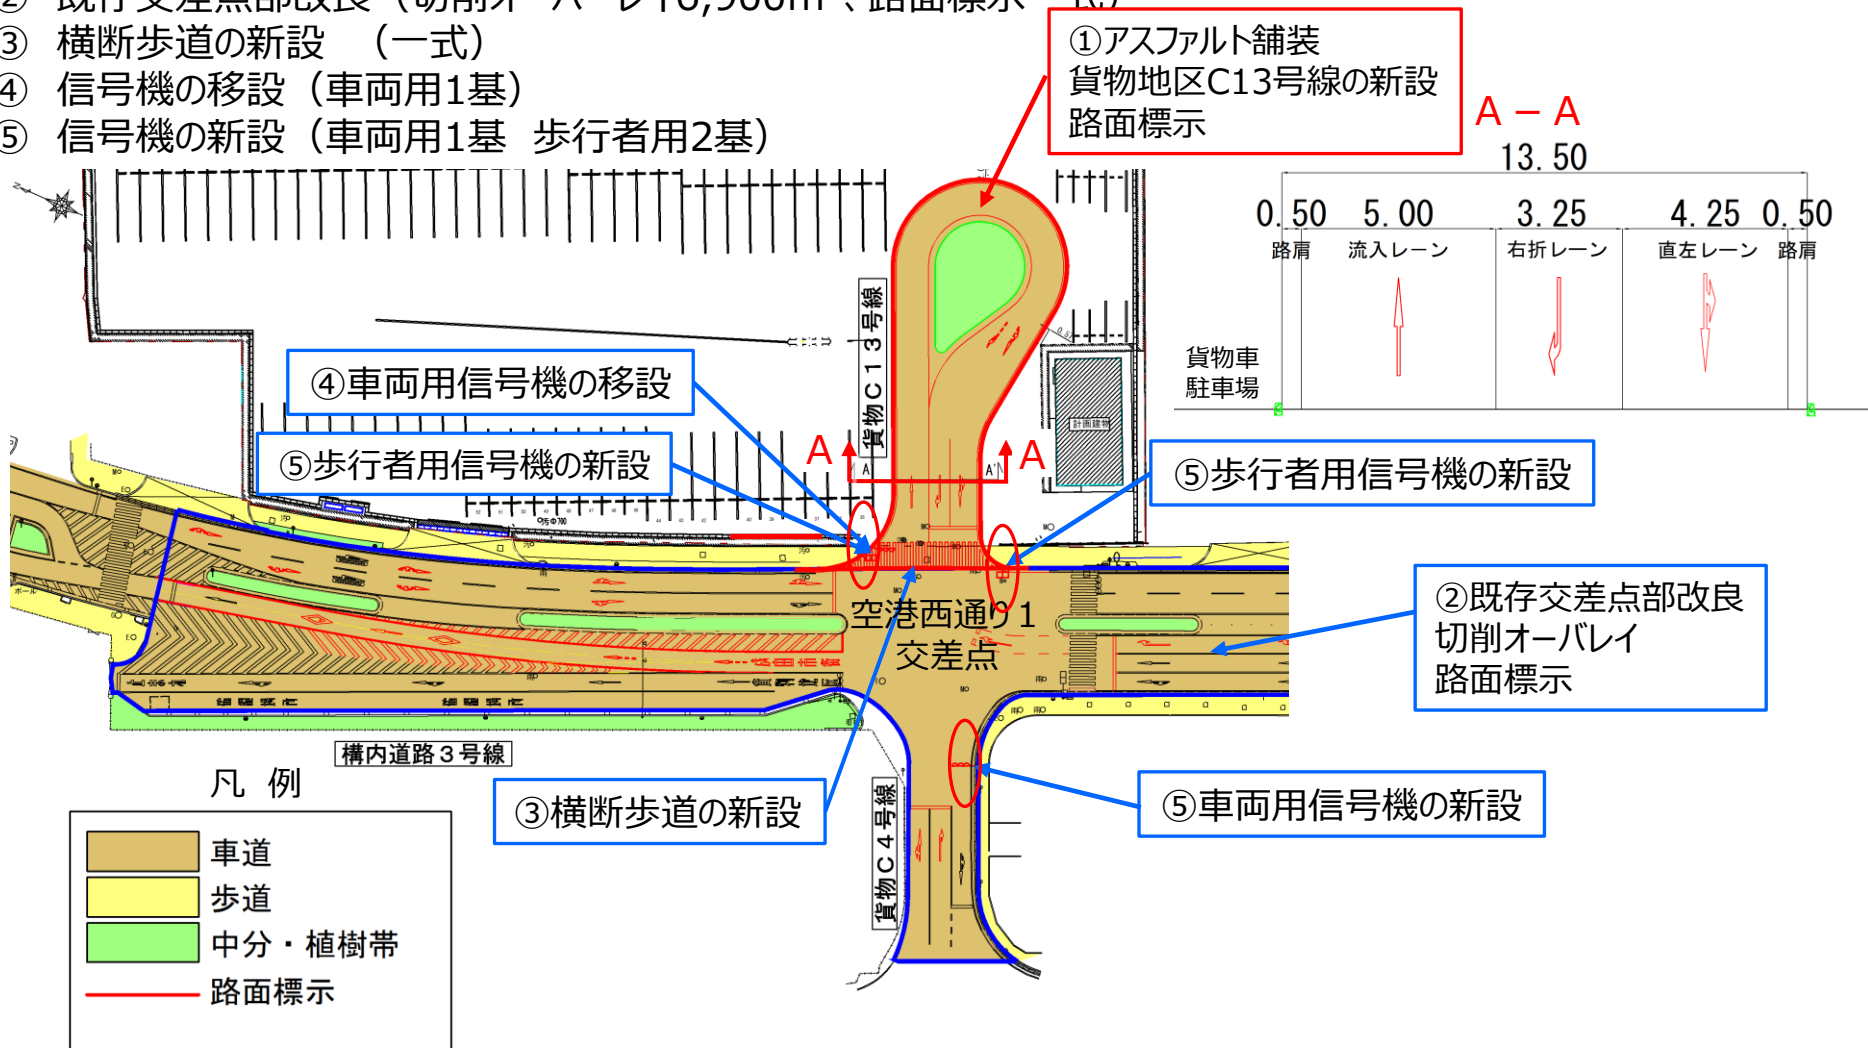 ③ 横断歩道の新設 （一式）
④ 信号機の移設（車両用1基）
⑤ 信号機の新設（車両用1基 歩行者用2基）
①アスファルト舗装
貨物地区C13号線の新設
路面標示
A － A
13.50
0.50 5.00 3.25 4.25 0.50
路肩 流入レーン 右折レーン 直左レーン 路肩
貨物車
駐車場
貨物C13号線
計画建物
④車両用信号機の移設
⑤歩行者用信号機の新設
A A
A A'
⑤歩行者用信号機の新設
空港西通り1
交差点
②既存交差点部改良
切削オーバレイ
路面標示
構内道路3号線
③横断歩道の新設
貨物C4号線
⑤車両用信号機の新設
凡 例
車道
歩道
中分・植樹帯
路面標示